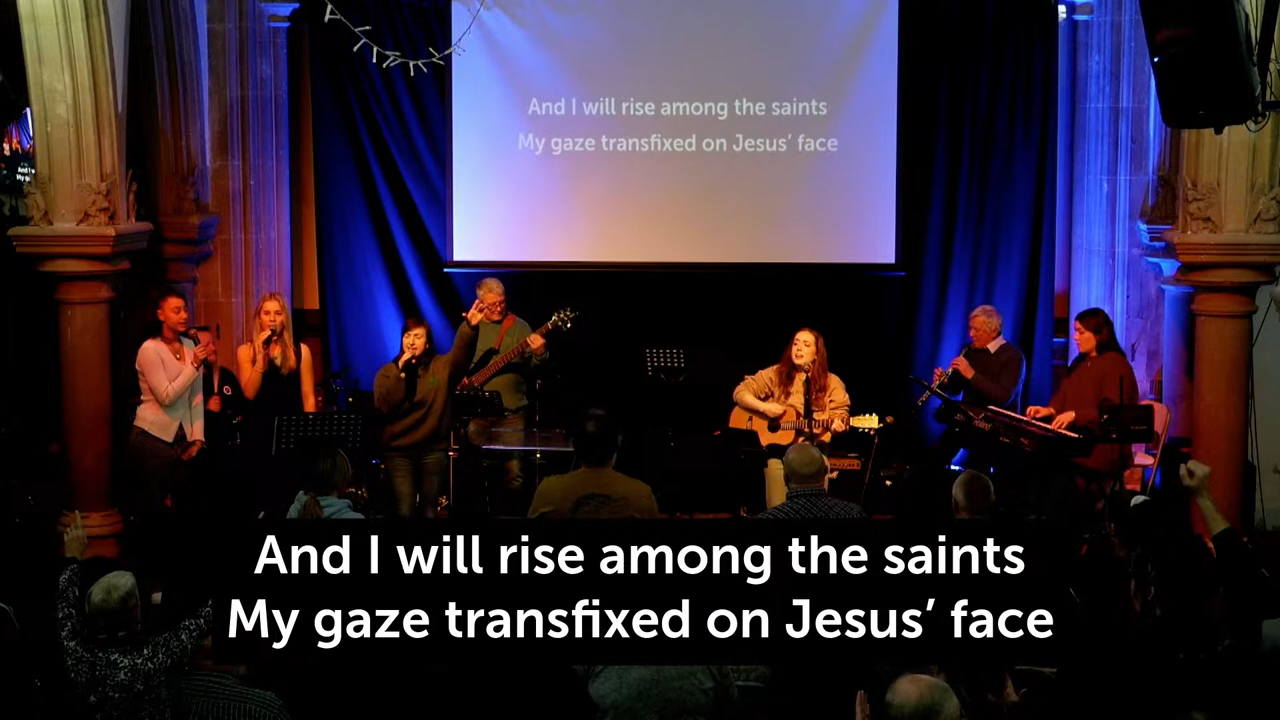 And I will rise among the saints
My gaze transfixed on Jesus’ face
And I will rise among the saints
My gaze transfixed on Jesus’ face